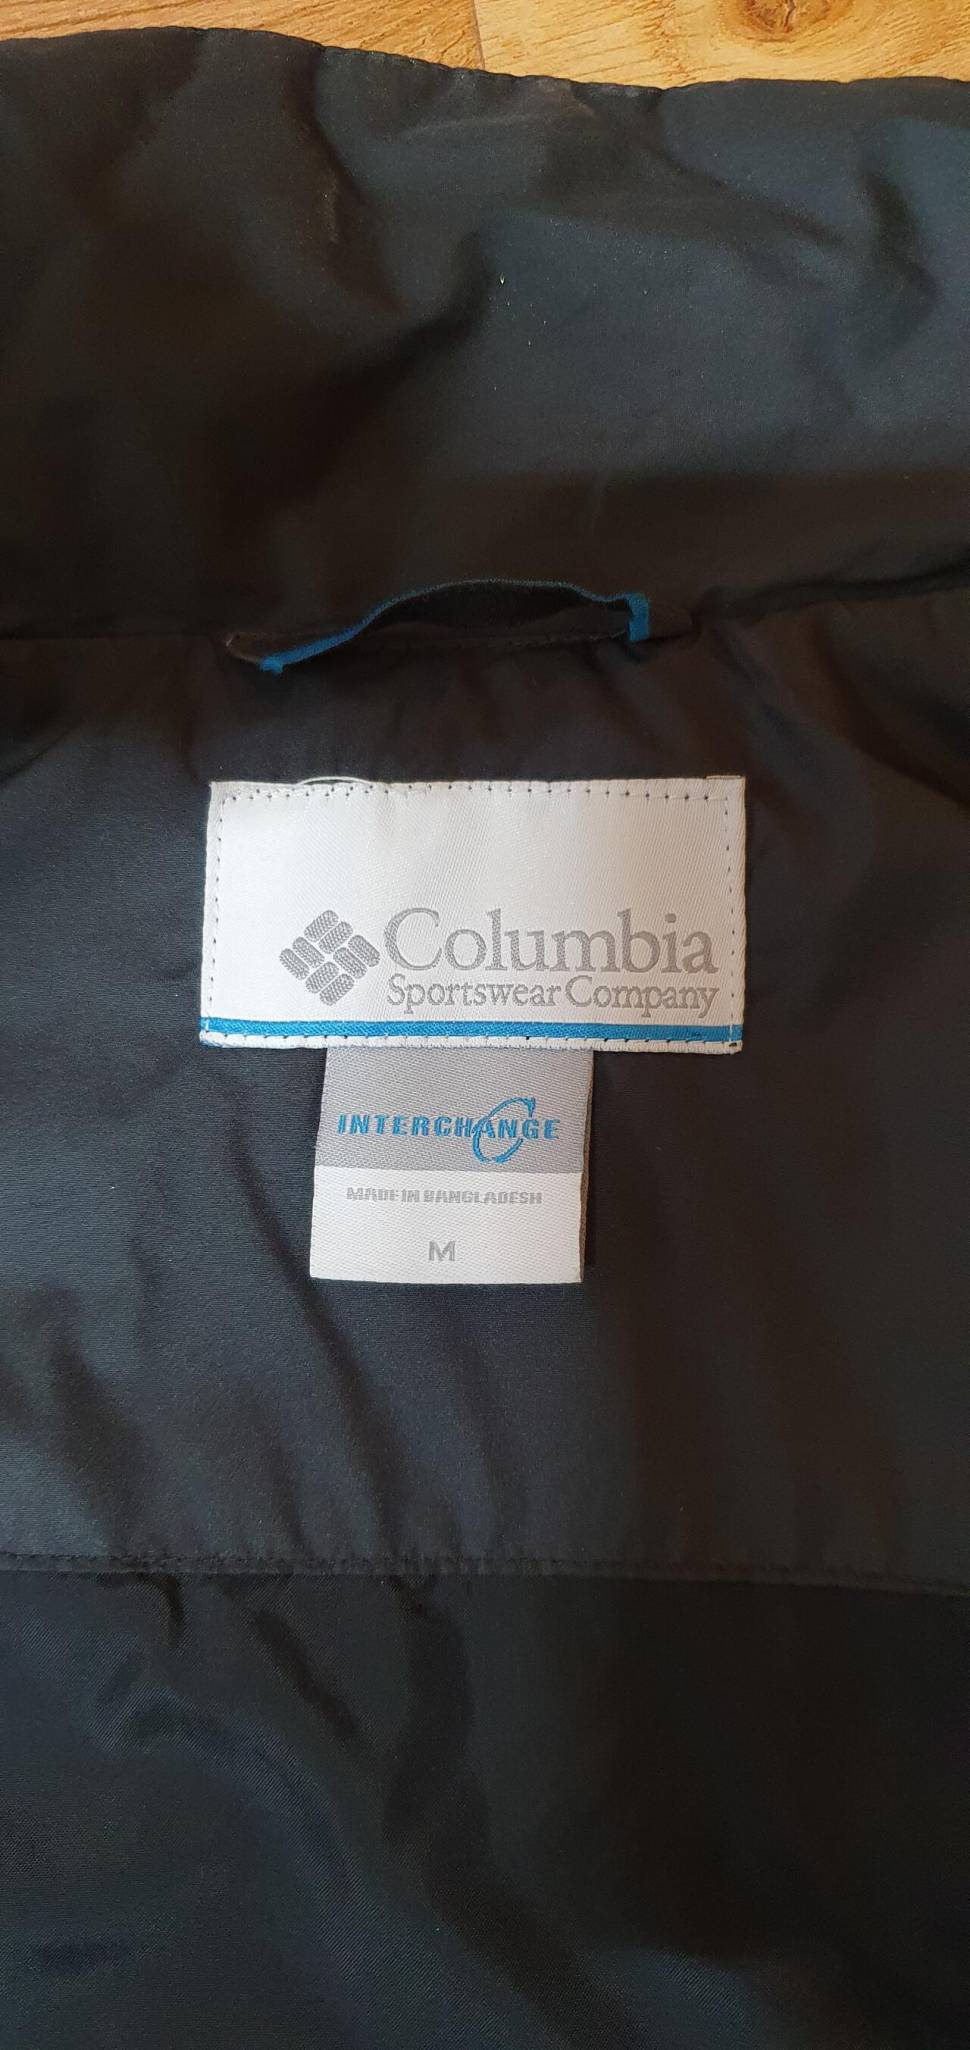 Columbia
Sportswear Company
INTERCHANGE
MADE IN BANGLADESH
M